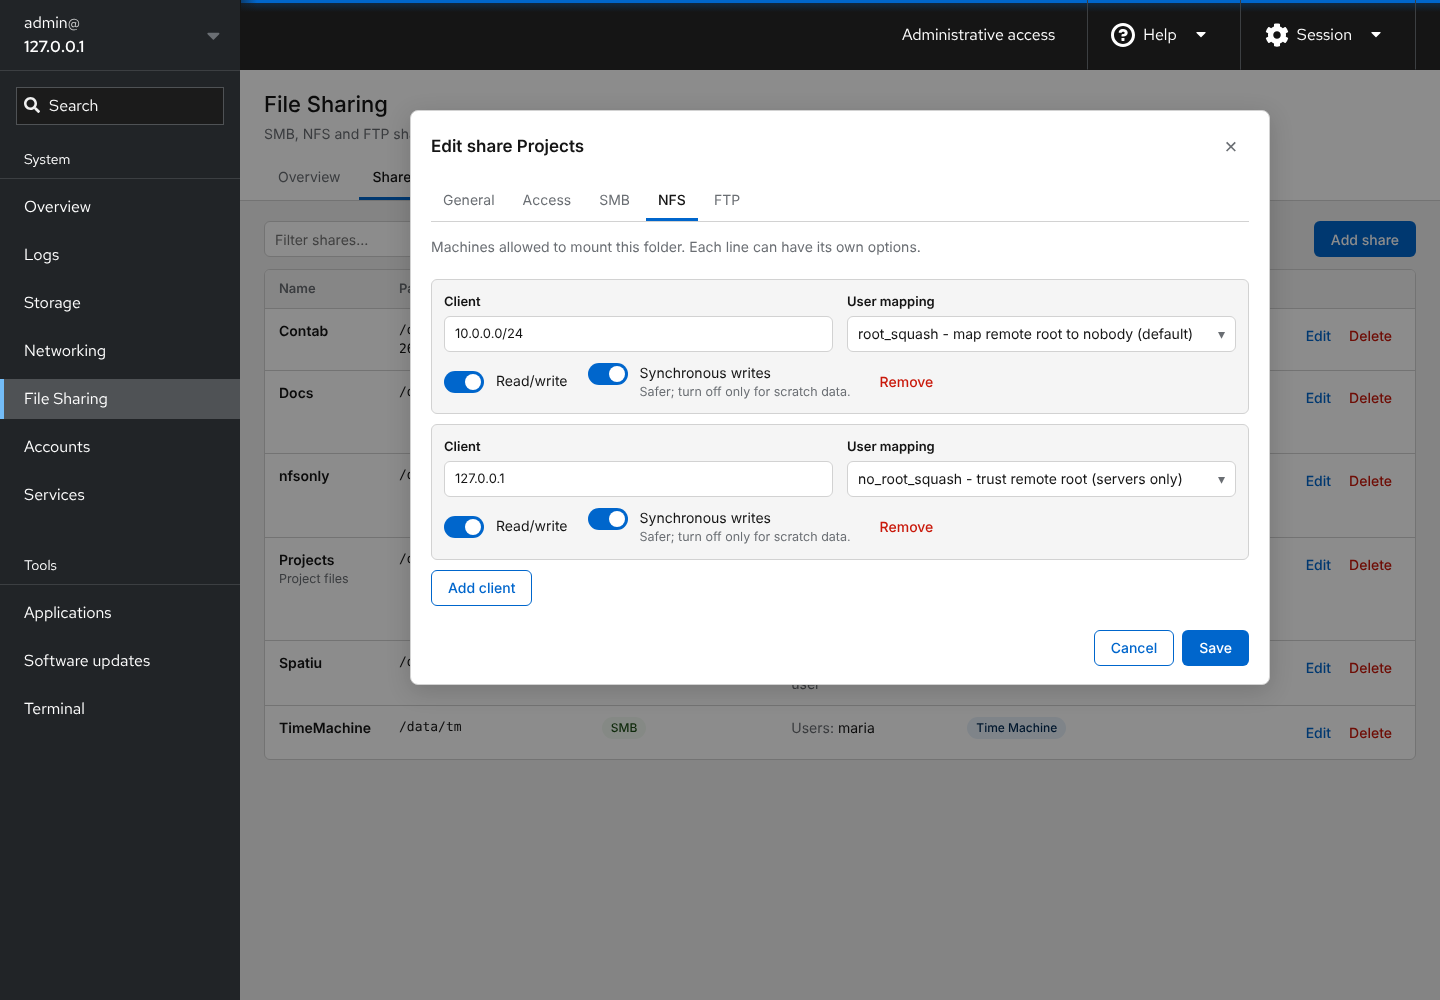 admin@
127.0.0.1
Administrative access
Help
Session
Search
System
Overview
Logs
Storage
Networking
File Sharing
Accounts
Services
Tools
Applications
Software updates
Terminal
File Sharing
SMB, NFS and FTP sh
Overview
Share
Filter shares...
Add share
Name
Contab
Edit
Delete
Docs
Edit
Delete
nfsonly
Edit
Delete
Projects
Project files
Edit
Delete
Spatiu
Edit
Delete
TimeMachine
/data/tm
SMB
Users: maria
Time Machine
Edit
Delete
Edit share Projects
×
General
Access
SMB
NFS
FTP
Machines allowed to mount this folder. Each line can have its own options.
Client
User mapping
10.0.0.0/24
root_squash - map remote root to nobody (default)
Read/write
Synchronous writes
Safer; turn off only for scratch data.
Remove
Client
User mapping
127.0.0.1
no_root_squash - trust remote root (servers only)
Read/write
Synchronous writes
Safer; turn off only for scratch data.
Remove
Add client
Cancel
Save